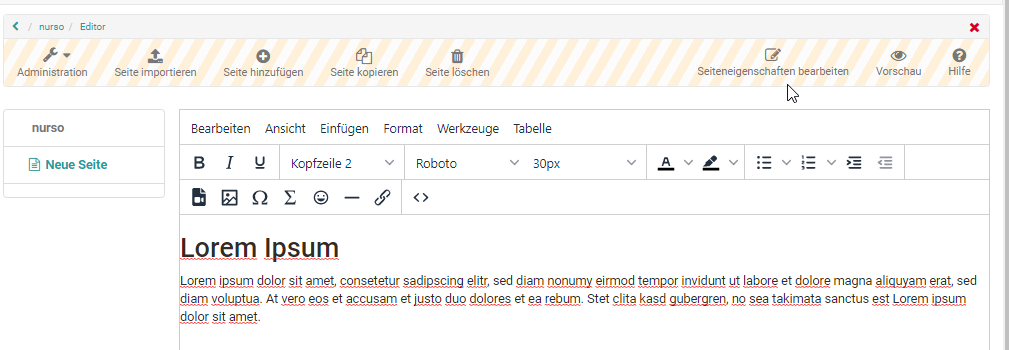 / nurso / Editor
Administration Seite importieren Seite hinzufügen Seite kopieren Seite löschen Seiteneigenschaften bearbeiten Vorschau Hilfe
nurso
Neue Seite
Bearbeiten Ansicht Einfügen Format Werkzeuge Tabelle
B I U Kopfzeile 2 Roboto 30px A
Ω Σ
Lorem Ipsum
Lorem ipsum dolor sit amet, consetetur sadipscing elitr, sed diam nonumy eirmod tempor invidunt ut labore et dolore magna aliquyam erat, sed
diam voluptua. At vero eos et accusam et justo duo dolores et ea rebum. Stet clita kasd gubergren, no sea takimata sanctus est Lorem ipsum
dolor sit amet.